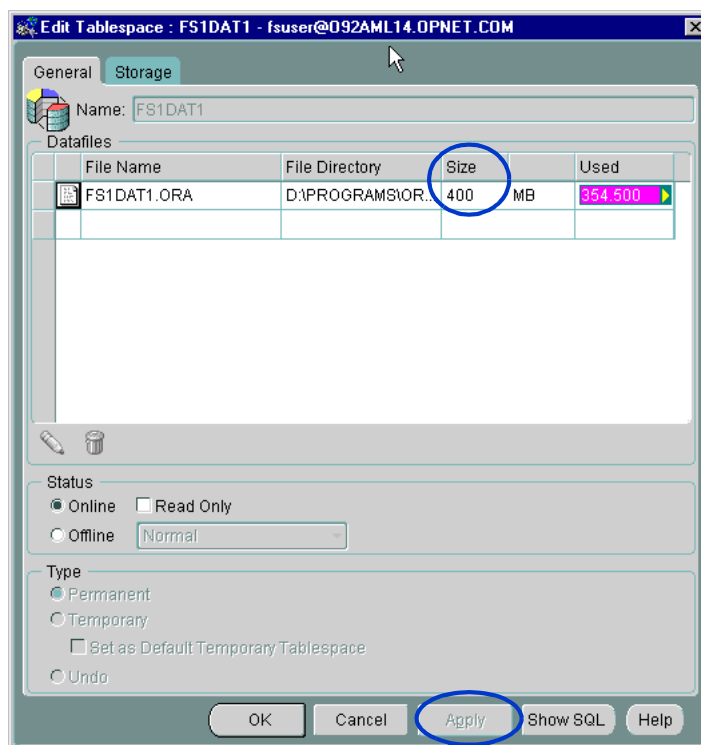 Edit Tablespace : FS1DAT1 - fsuser@O92AML14.OPNET.COM
General Storage
Name: FS1DAT1
Datafiles
File Name File Directory Size Used
FS1DAT1.ORA D:\PROGRAMS\OR... 400 MB 354.500
Status
Online Read Only
Offline Normal
Type
Permanent
Temporary
Set as Default Temporary Tablespace
Undo
OK Cancel Apply Show SQL Help